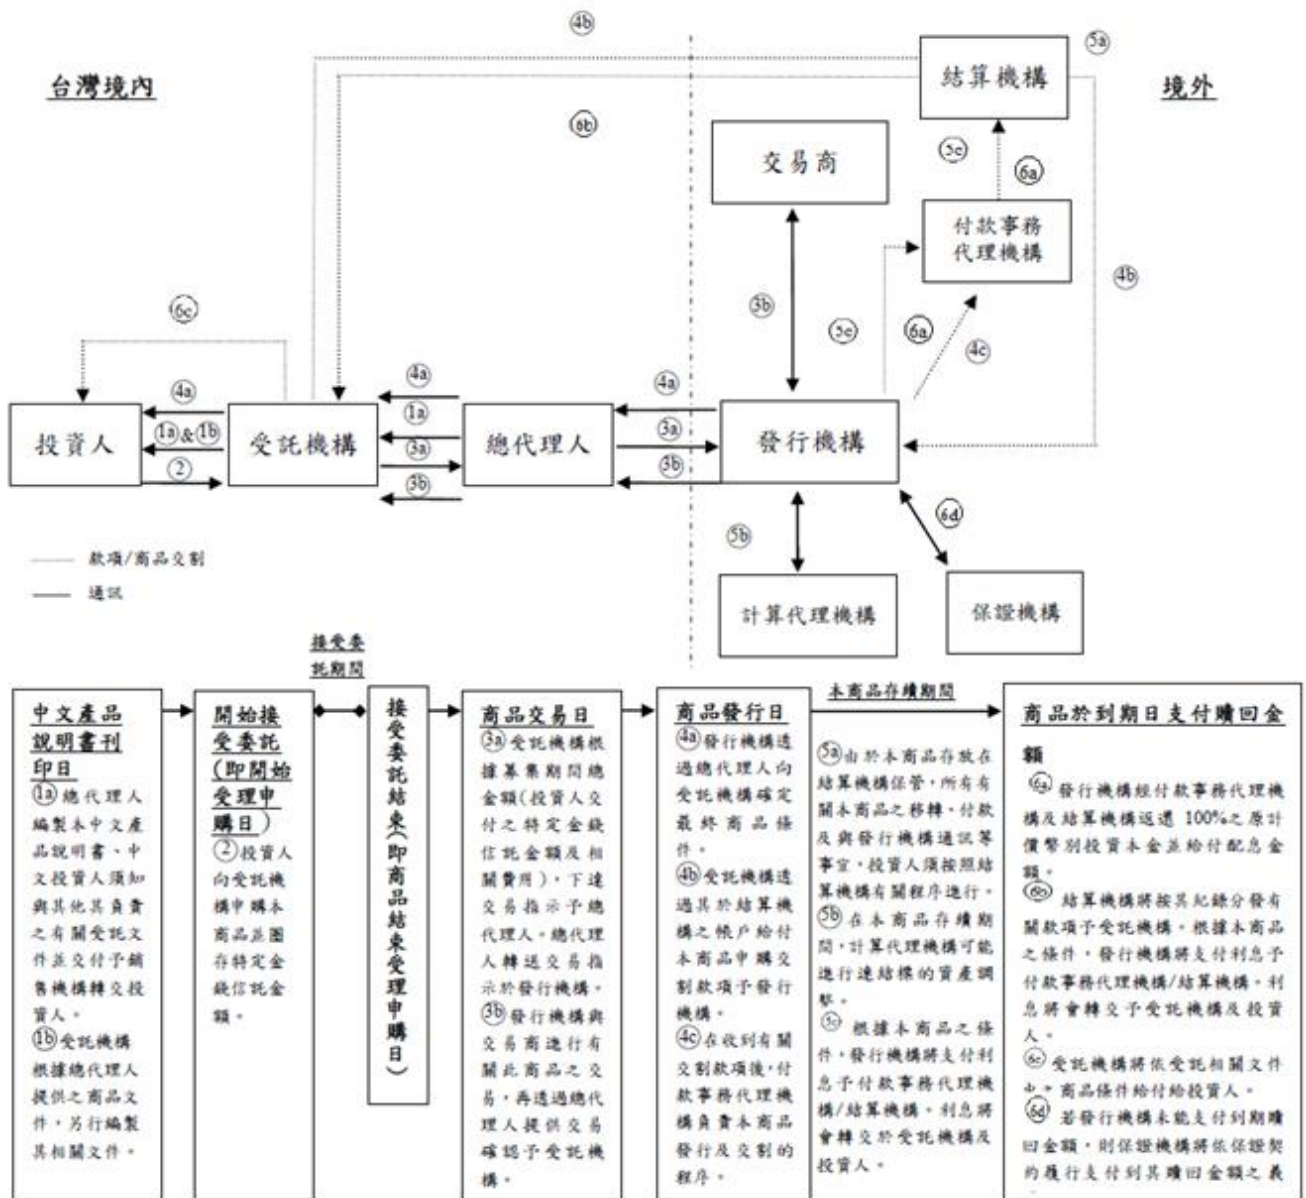 4b
5a
台灣境內
結算機構
境外
6b
交易商
5c
6a
付款事務
代理機構
4b
6c
3b
5c
6a
4c
4a
4a
4a
投資人
1a & 1b
2
受託機構
1a
3a
3b
總代理人
3a
3b
發行機構
5b
6d
款項/商品交割
通訊
計算代理機構
保證機構
接受委
託期間
中文產品
說明書刊
印日
1a 總代理人
編製本中文產
品說明書、中
文投資人須知
與其他其負責
之有關受託文
件並交付予銷
售機構轉交投
資人。
1b 受託機構
根據總代理人
提供之商品文
件,另行編製
其相關文件。
開始接
受委託
(即開始
受理申
購日)
2 投資人
向受託機
構申購本
商品並圈
存特定金
錢信託金
額。
接受委託結束(即商品結束受理申購日)
商品交易日
3a 受託機構根
據募集期間總
金額(投資人交
付之特定金錢
信託金額及相
關費用),下達
交易指示予總
代理人。總代理
人轉送交易指
示於發行機構。
3b 發行機構與
交易商進行有
關此商品之交
易,再透過總代
理人提供交易
確認予受託機
構。
商品發行日
4a 發行機構透
過總代理人向
受託機構確定
最終商品條
件。
4b 受託機構透
過其於結算機
構之帳戶給付
本商品申購交
割款項予發行
機構。
4c 在收到有關
交割款項後,付
款事務代理機
構負責本商品
發行及交割的
程序。
本商品存續期間
5a 由於本商品存放在
結算機構保管,所有有
關本商品之移轉、付款
及與發行機構通訊等
事宜,投資人須按照結
算機構有關程序進行。
5b 在本商品存續期
間,計算代理機構可能
進行連結標的資產調
整。
5c 根據本商品之條
件,發行機構將支付利
息予付款事務代理機
構/結算機構。利息將
會轉交於受託機構及
投資人。
商品於到期日支付贖回金
額
6a 發行機構經付款事務代理機
構及結算機構返還 100%之原計
價幣別投資本金並給付配息金
額。
6b 結算機構將按其紀錄分發有
關款項予受託機構。根據本商品
之條件,發行機構將支付利息予
付款事務代理機構/結算機構。利
息將會轉交予受託機構及投資
人。
6c 受託機構將依受託相關文件
商品條件給付給投資人。
6d 若發行機構未能支付到期贖
回金額,則保證機構將依保證契
約履行支付到其贖回金額之義